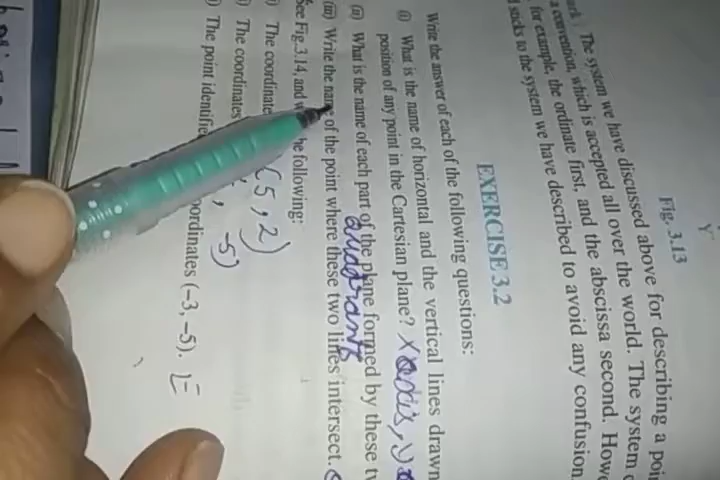 Y'
Fig. 3.13
The system we have discussed above for describing a poi
a convention, which is accepted all over the world. The system
for example, the ordinate first, and the abscissa second. Howe
sticks to the system we have described to avoid any confusion.
EXERCISE 3.2
Write the answer of each of the following questions:
(i) What is the name of horizontal and the vertical lines drawn
position of any point in the Cartesian plane? X axis, y
(ii) What is the name of each part of the plane formed by these
quadrants
(iii) Write the name of the point where these two lines intersect.
See Fig.3.14, and he following:
The coordinate (5,2)
The coordinates , -5)
The point identifie ordinates (–3, –5). E